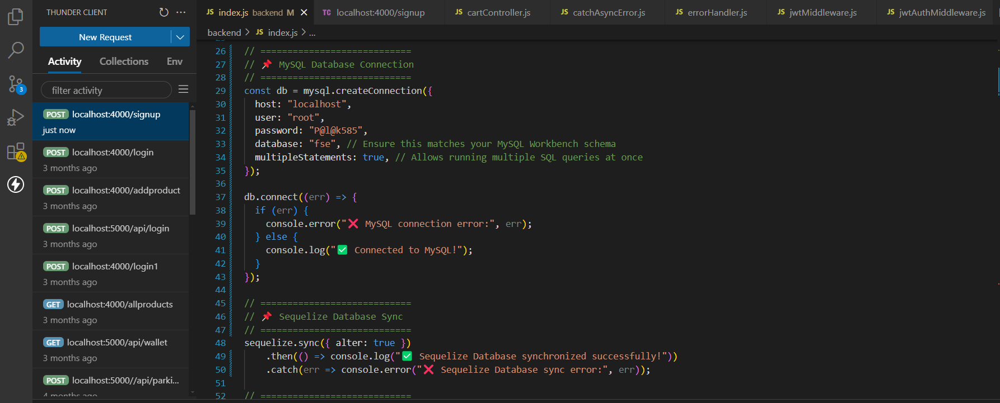 THUNDER CLIENT
New Request
Activity Collections Env
filter activity
POST localhost:4000/signup
just now
POST localhost:4000/login
3 months ago
POST localhost:4000/addproduct
3 months ago
POST localhost:5000/api/login
3 months ago
POST localhost:4000/login1
3 months ago
GET localhost:4000/allproducts
3 months ago
GET localhost:5000/api/wallet
3 months ago
POST localhost:5000//api/parki...
4 months ago
3
JS index.js backend M
TC localhost:4000/signup
JS cartController.js
JS catchAsyncError.js
JS errorHandler.js
JS jwtMiddleware.js
JS jwtAuthMiddleware.js
backend > JS index.js > ...
26 // ============================
27 // 📌 MySQL Database Connection
28 // ============================
29 const db = mysql.createConnection({
30 host: "localhost",
31 user: "root",
32 password: "P@l@k585",
33 database: "fse", // Ensure this matches your MySQL Workbench schema
34 multipleStatements: true, // Allows running multiple SQL queries at once
35 });
36
37 db.connect((err) => {
38 if (err) {
39 console.error("❌ MySQL connection error:", err);
40 } else {
41 console.log("✅ Connected to MySQL!");
42 }
43 });
44
45 // ============================
46 // 📌 Sequelize Database Sync
47 // ============================
48 sequelize.sync({ alter: true })
49 .then(() => console.log("✅ Sequelize Database synchronized successfully!"))
50 .catch(err => console.error("❌ Sequelize Database sync error:", err));
51
52 // ============================